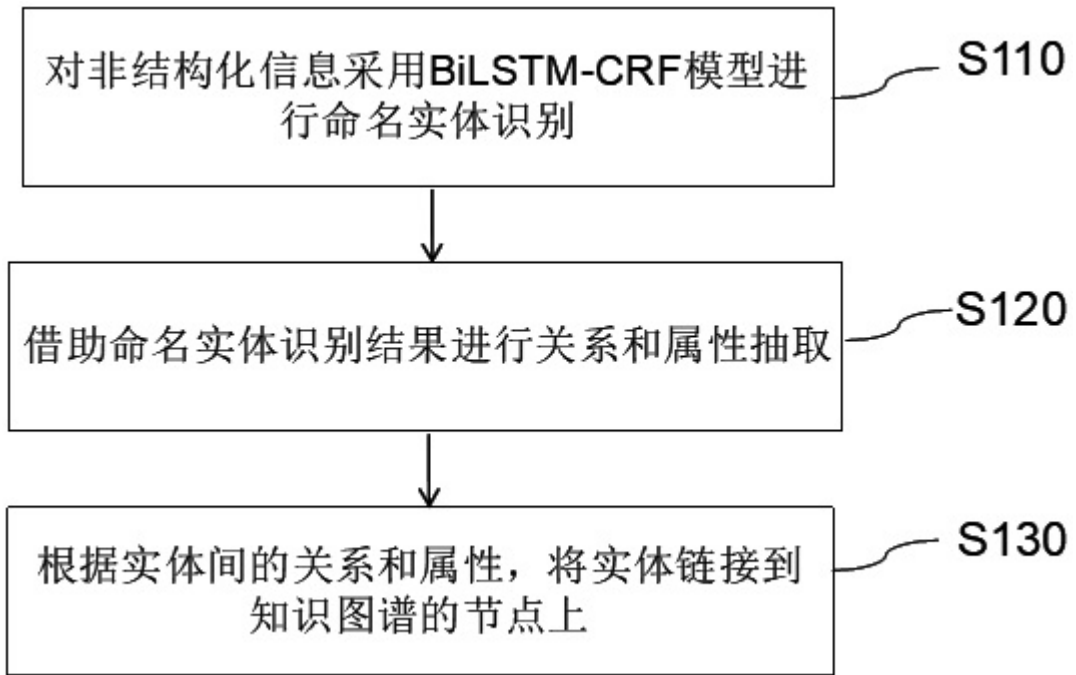 对非结构化信息采用BiLSTM-CRF模型进
行命名实体识别
S110
借助命名实体识别结果进行关系和属性抽取
S120
根据实体间的关系和属性，将实体链接到
知识图谱的节点上
S130